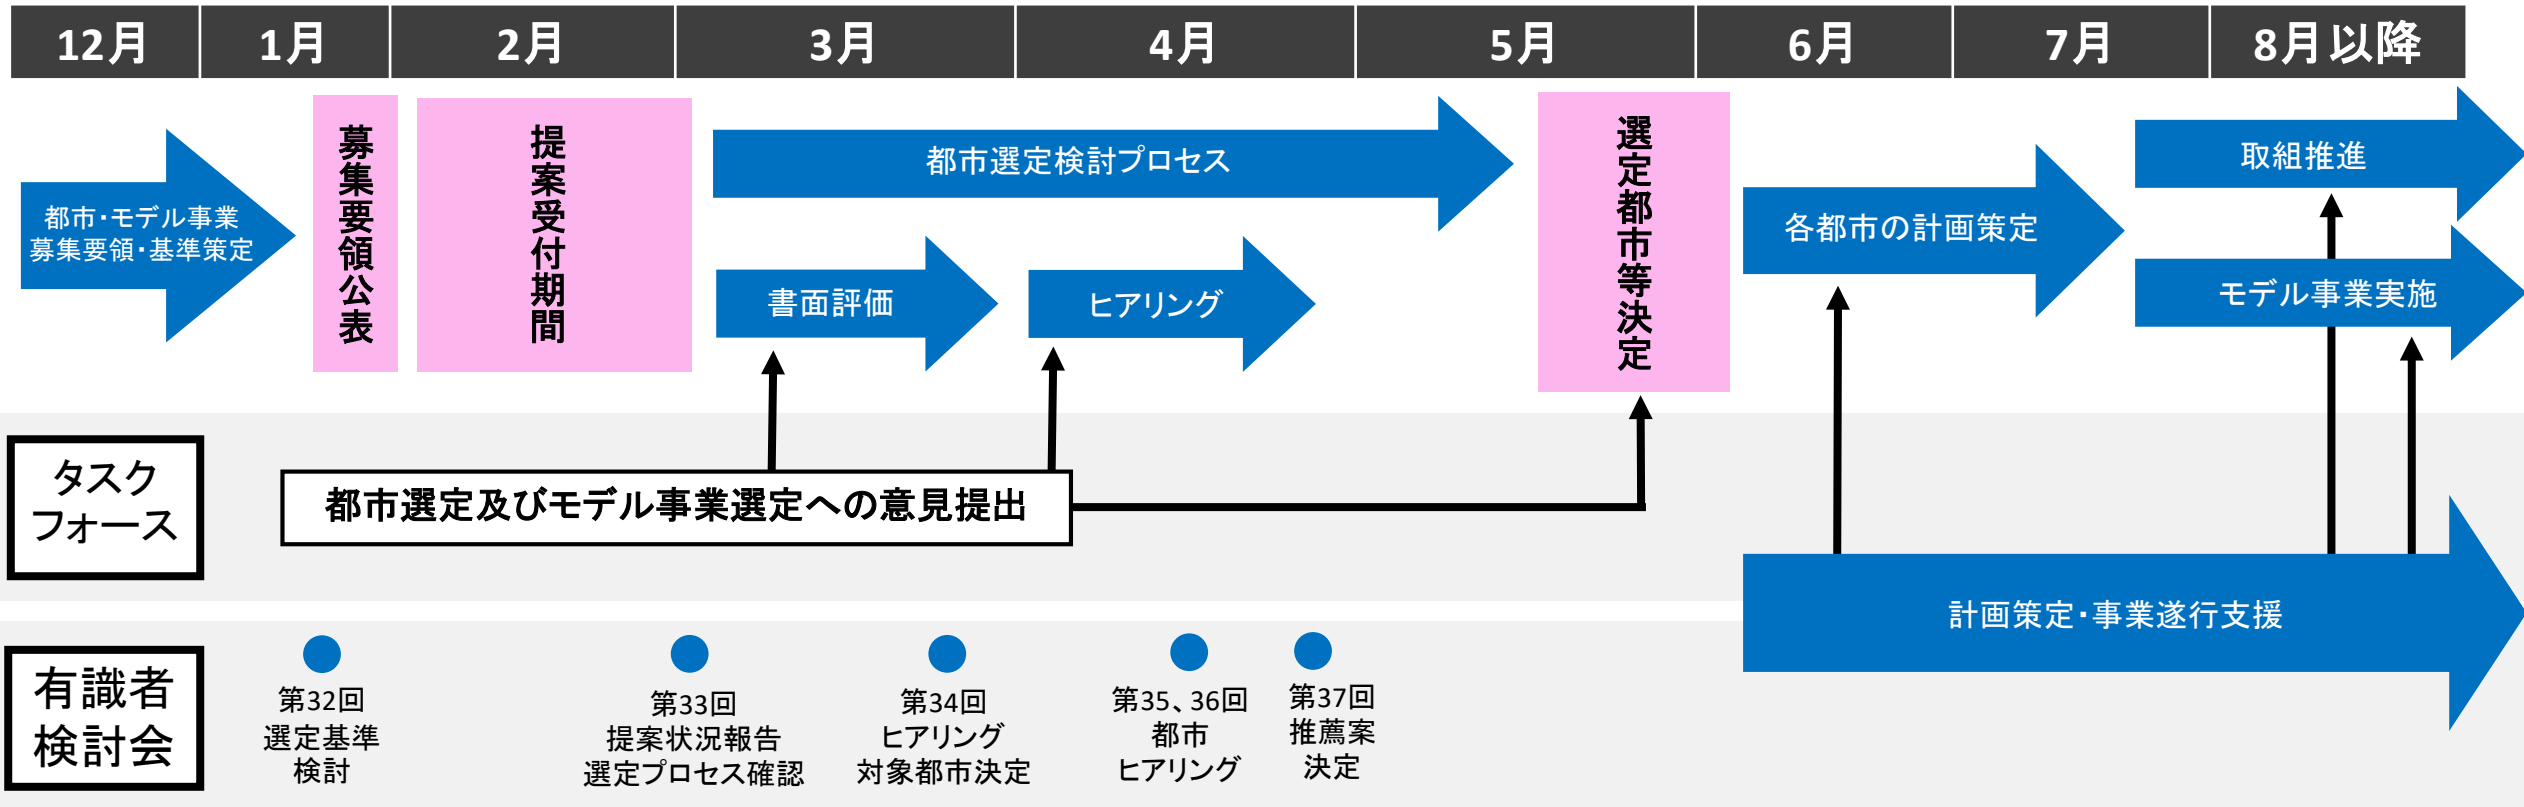 12月
1月
2月
3月
4月
5月
6月
7月
8月以降
都市・モデル事業
募集要領・基準策定
募集要領公表
提案受付期間
都市選定検討プロセス
書面評価
ヒアリング
選定都市等決定
各都市の計画策定
取組推進
モデル事業実施
タスク
フォース
都市選定及びモデル事業選定への意見提出
計画策定・事業遂行支援
有識者
検討会
第32回
選定基準
検討
第33回
提案状況報告
選定プロセス確認
第34回
ヒアリング
対象都市決定
第35、36回
都市
ヒアリング
第37回
推薦案
決定